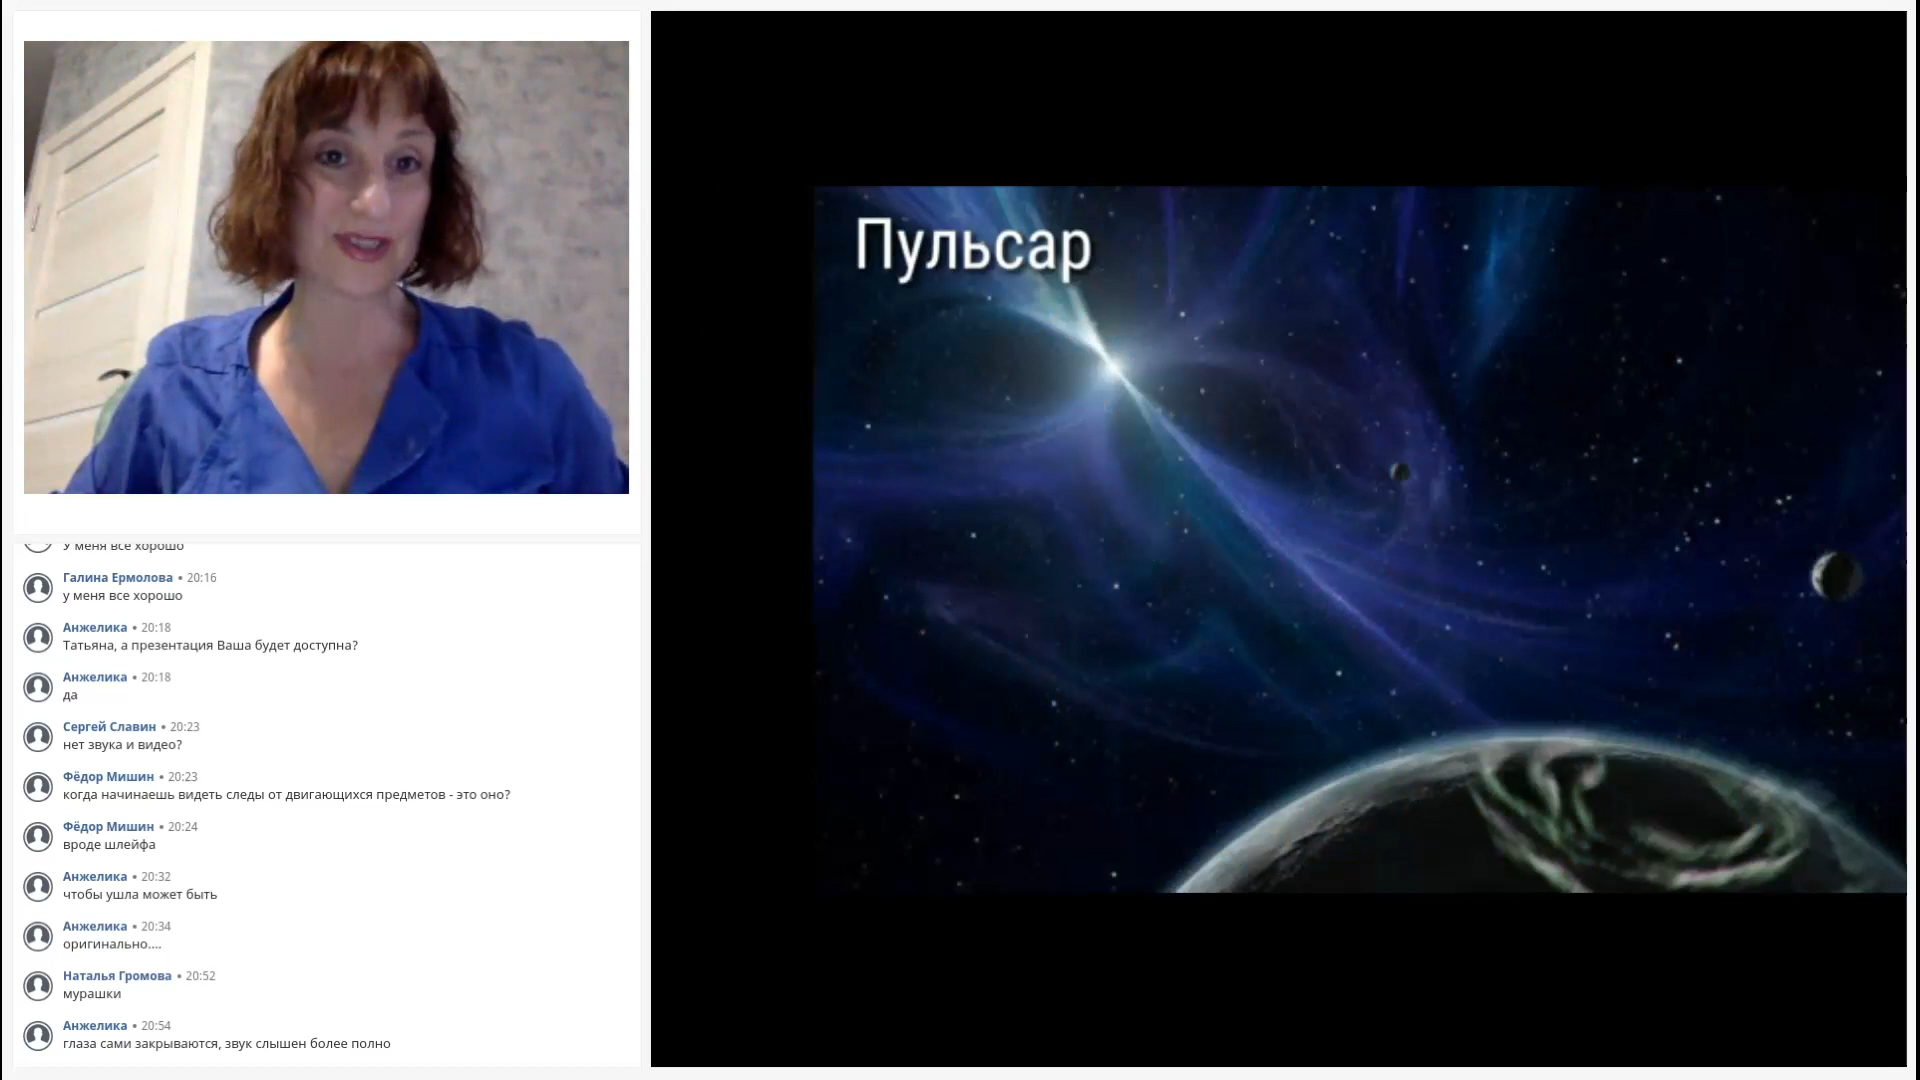 Пульсар
У меня все хорошо
Галина Ермолова • 20:16
у меня все хорошо
Анжелика • 20:18
Татьяна, а презентация Ваша будет доступна?
Анжелика • 20:18
да
Сергей Славин • 20:23
нет звука и видео?
Фёдор Мишин • 20:23
когда начинаешь видеть следы от двигающихся предметов - это оно?
Фёдор Мишин • 20:24
вроде шлейфа
Анжелика • 20:32
чтобы ушла может быть
Анжелика • 20:34
оригинально....
Наталья Громова • 20:52
мурашки
Анжелика • 20:54
глаза сами закрываются, звук слышен более полно